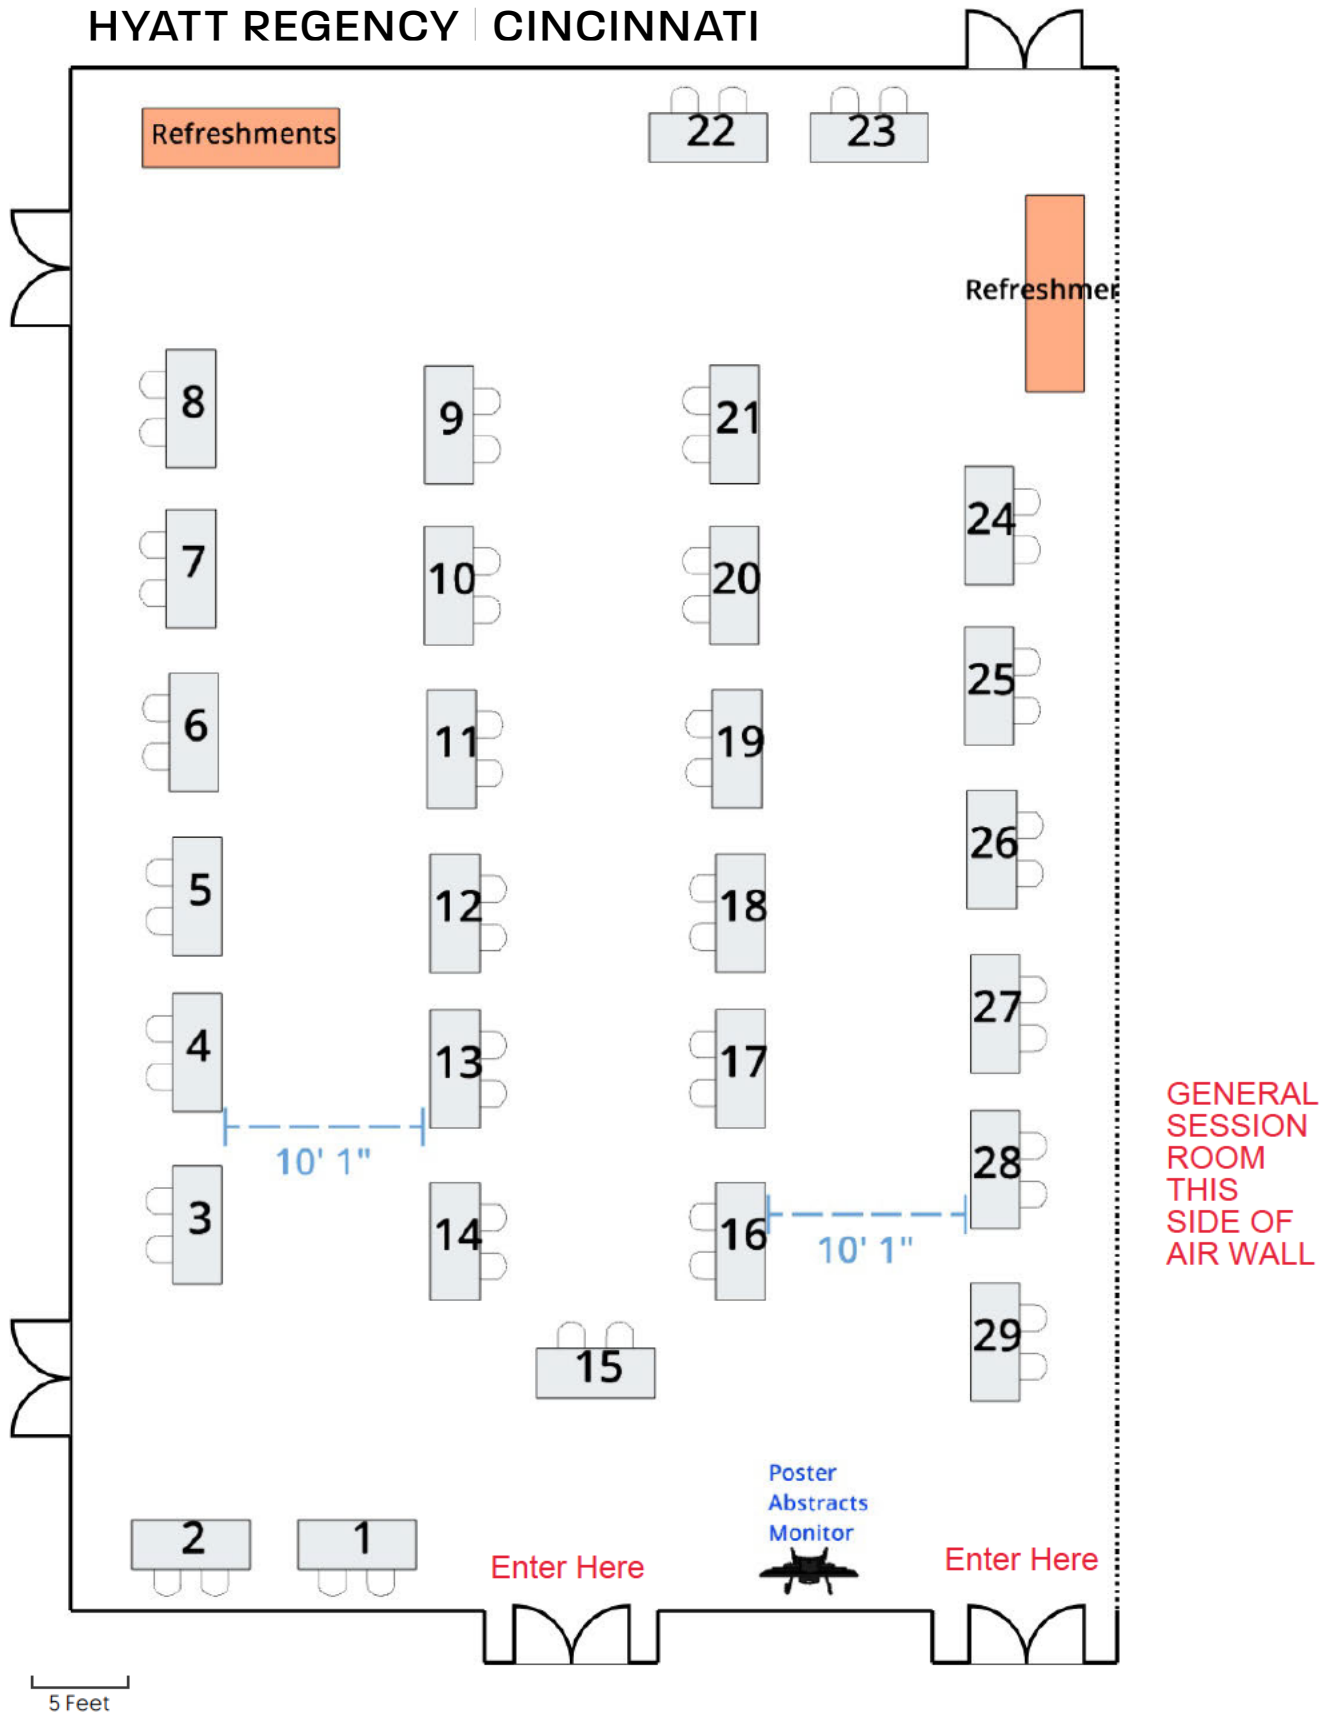 HYATT REGENCY | CINCINNATI
Refreshments
22
23
Refreshmer
8
9
21
24
7
10
20
25
6
11
19
26
5
12
18
27
4
13
17
10' 1"
28
3
14
16
10' 1"
29
15
GENERAL
SESSION
ROOM
THIS
SIDE OF
AIR WALL
Poster
Abstracts
Monitor
2
1
Enter Here
Enter Here
5 Feet